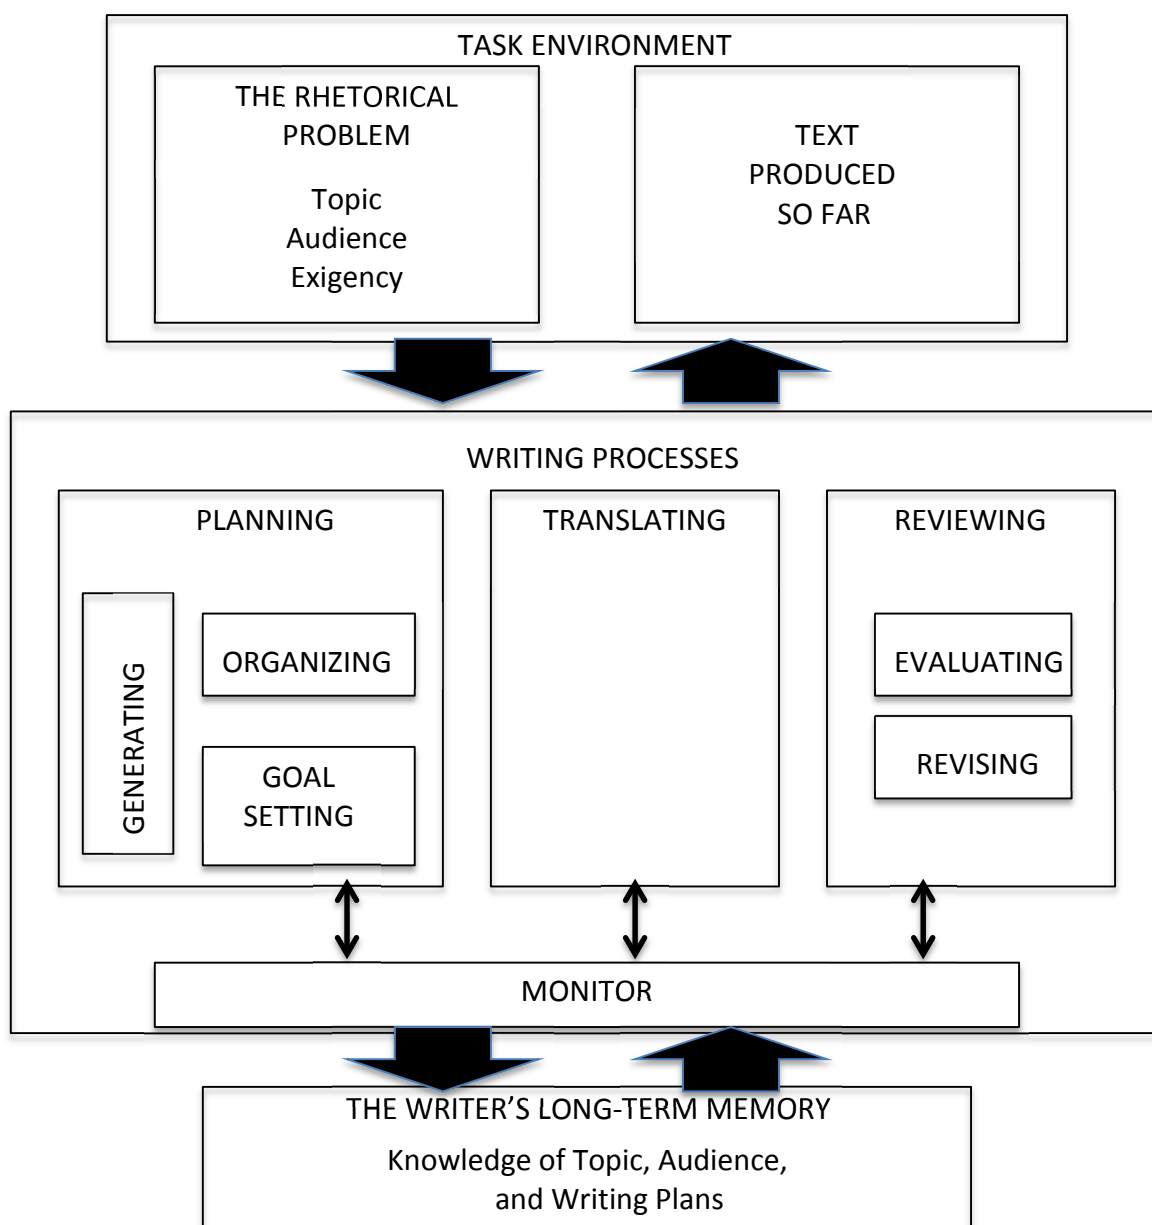 TASK ENVIRONMENT
THE RHETORICAL
PROBLEM
Topic
Audience
Exigency
TEXT
PRODUCED
SO FAR
WRITING PROCESSES
PLANNING
GENERATING
ORGANIZING
GOAL
SETTING
TRANSLATING
REVIEWING
EVALUATING
REVISING
MONITOR
THE WRITER’S LONG-TERM MEMORY
Knowledge of Topic, Audience,
and Writing Plans